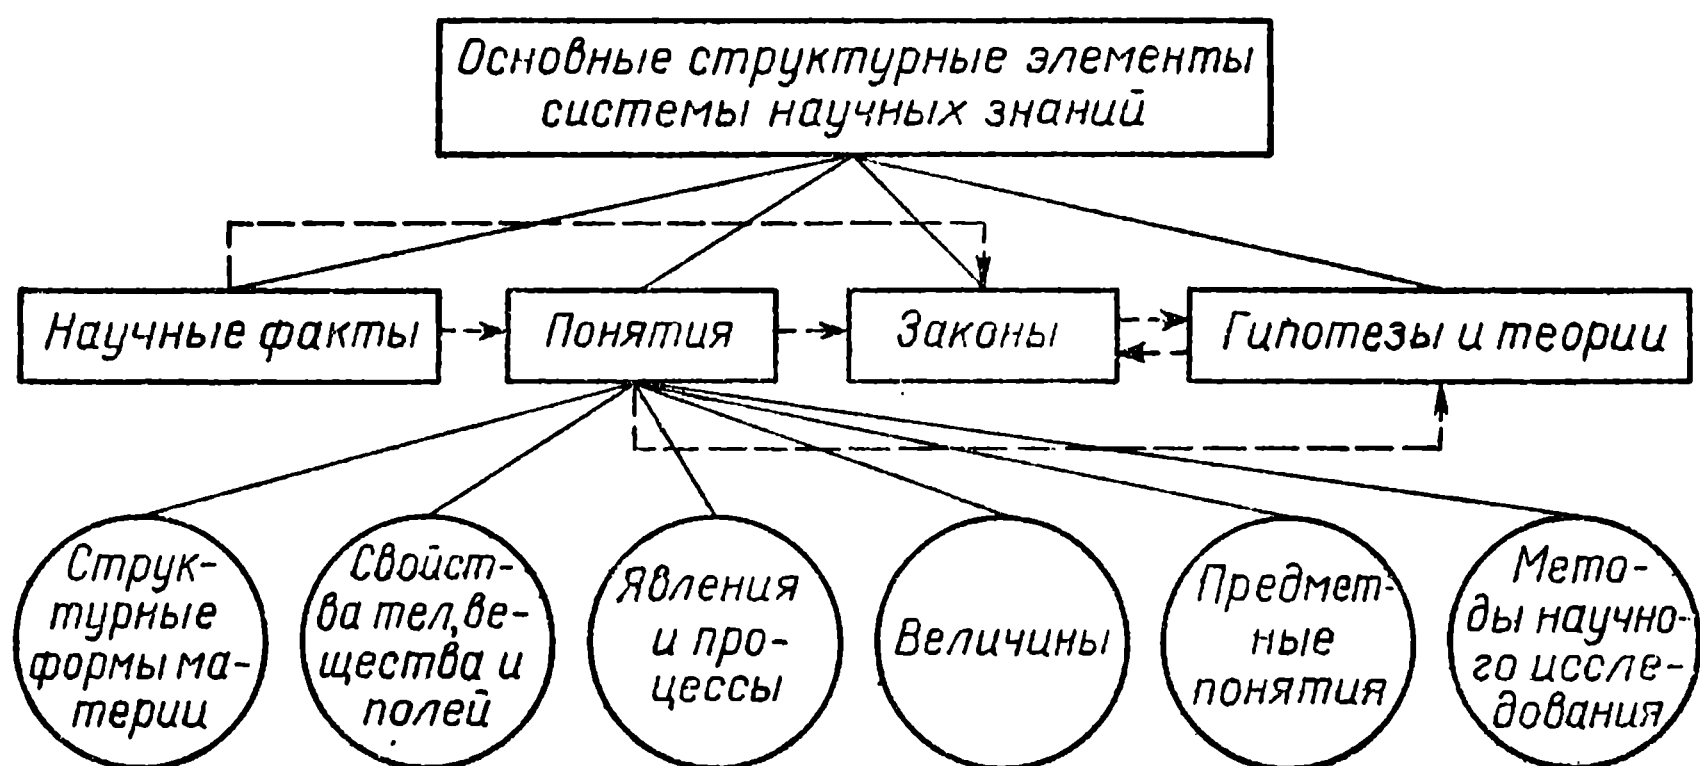 Основные структурные элементы
системы научных знаний
Научные факты
Понятия
Законы
Гипотезы и теории
Струк-
турные
формы ма-
терии
Свойст-
ва тел, ве-
щества и
полей
Явления
и про-
цессы
Величины
Предмет-
ные
понятия
Мето-
ды научно-
го иссле-
дования